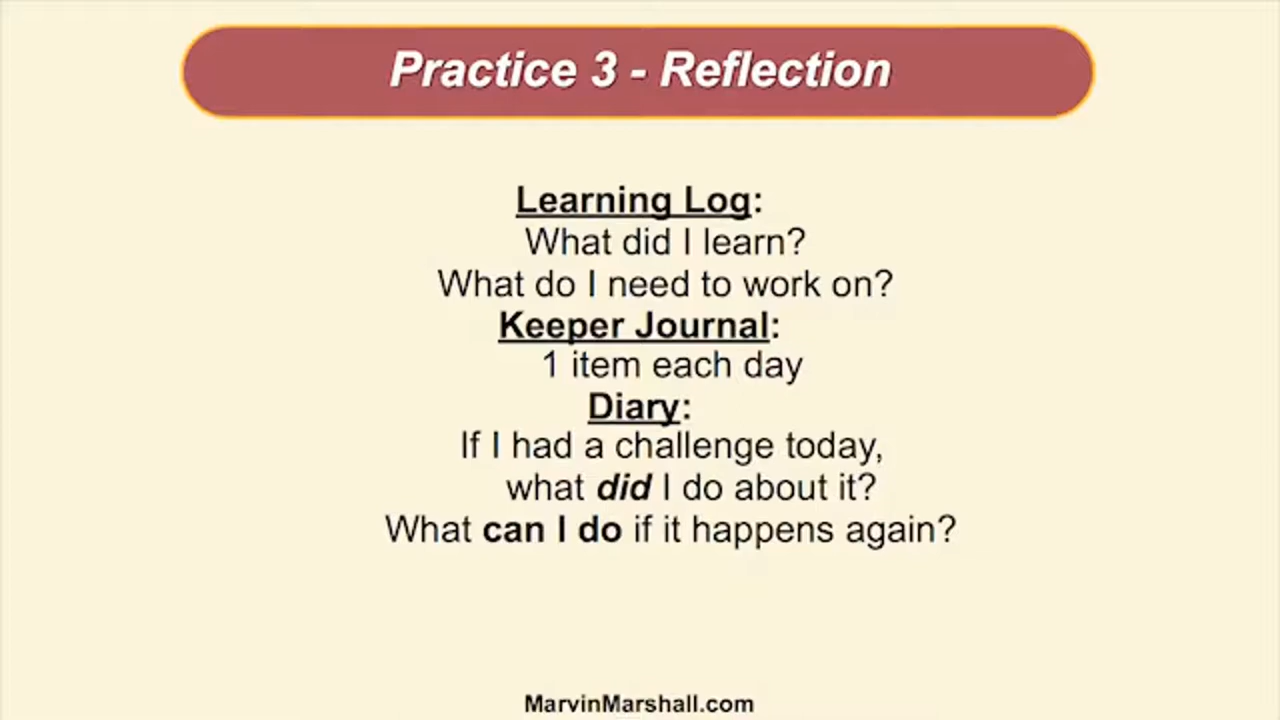 Practice 3 - Reflection
Learning Log:
What did I learn?
What do I need to work on?
Keeper Journal:
1 item each day
Diary:
If I had a challenge today,
what did I do about it?
What can I do if it happens again?
MarvinMarshall.com